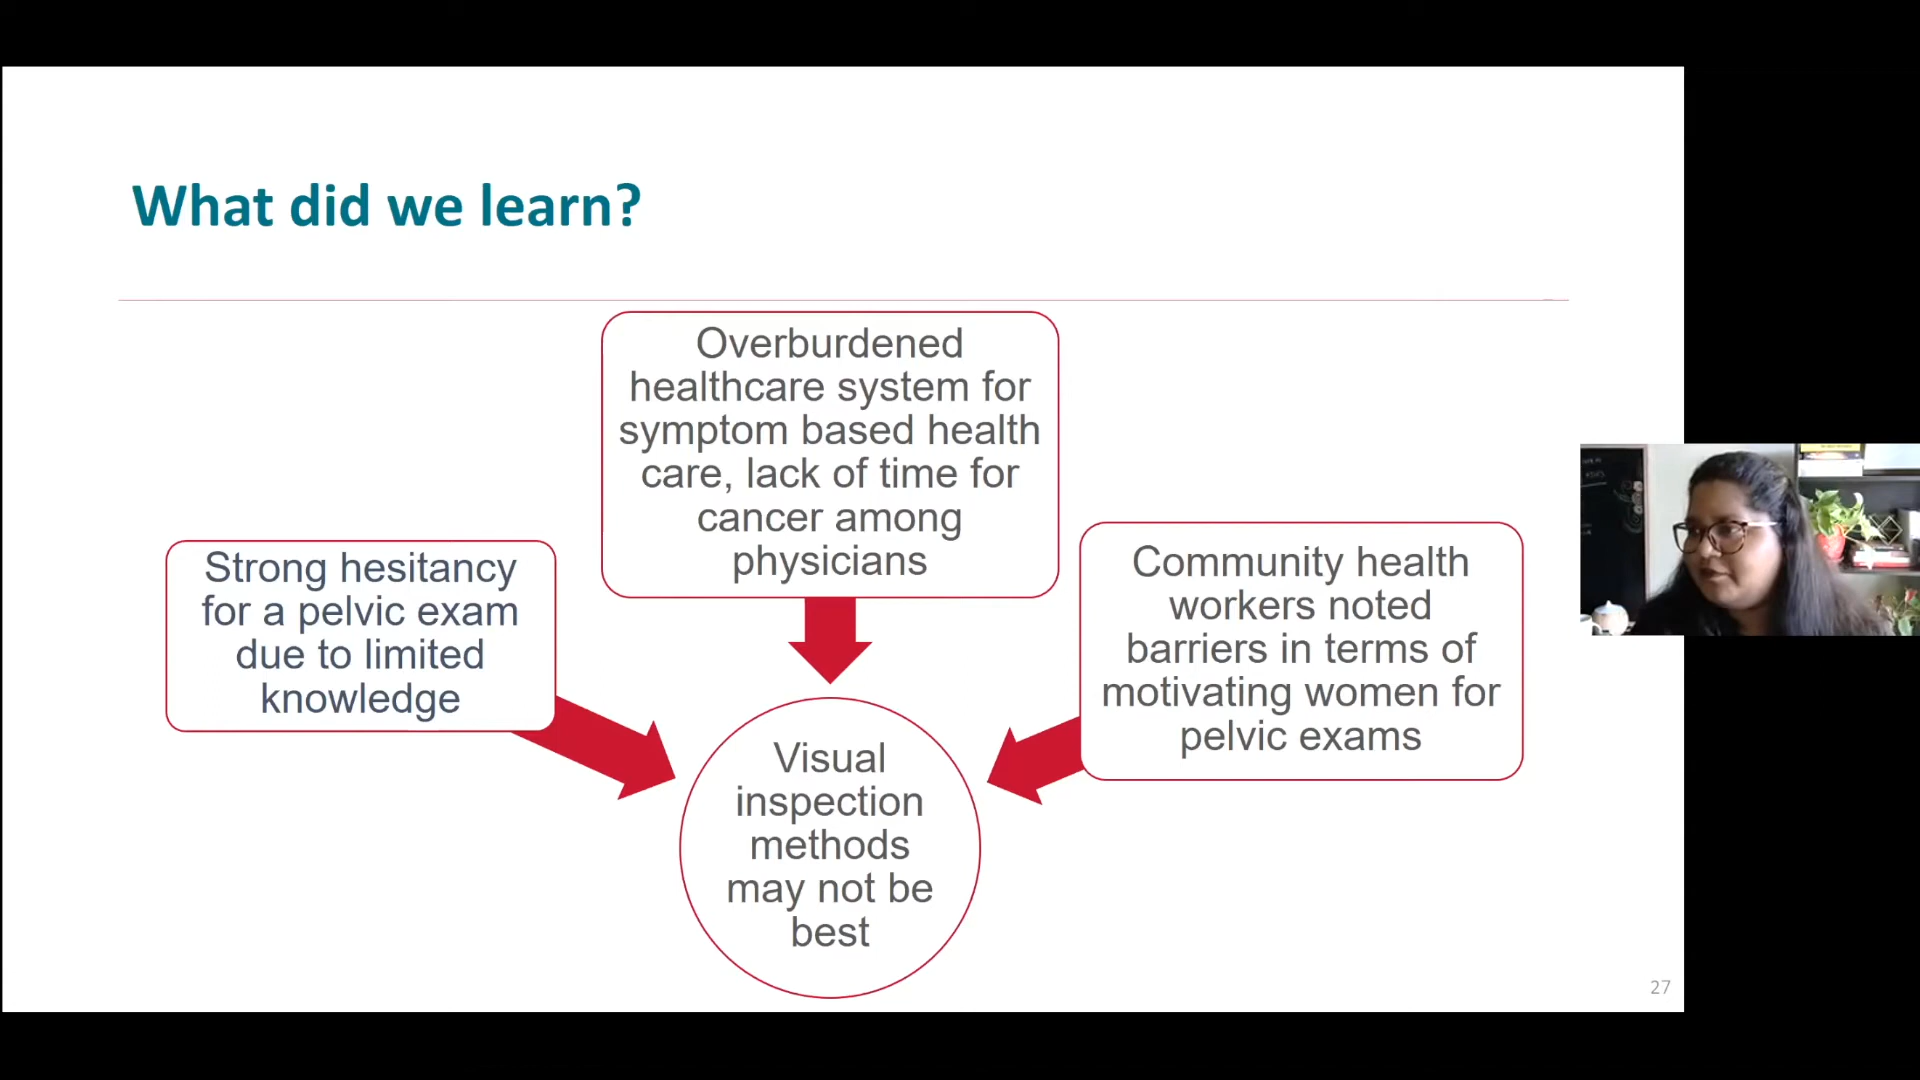 What did we learn?
Overburdened
healthcare system for
symptom based health
care, lack of time for
cancer among
physicians
Strong hesitancy
for a pelvic exam
due to limited
knowledge
Community health
workers noted
barriers in terms of
motivating women for
pelvic exams
Visual
inspection
methods
may not be
best
27